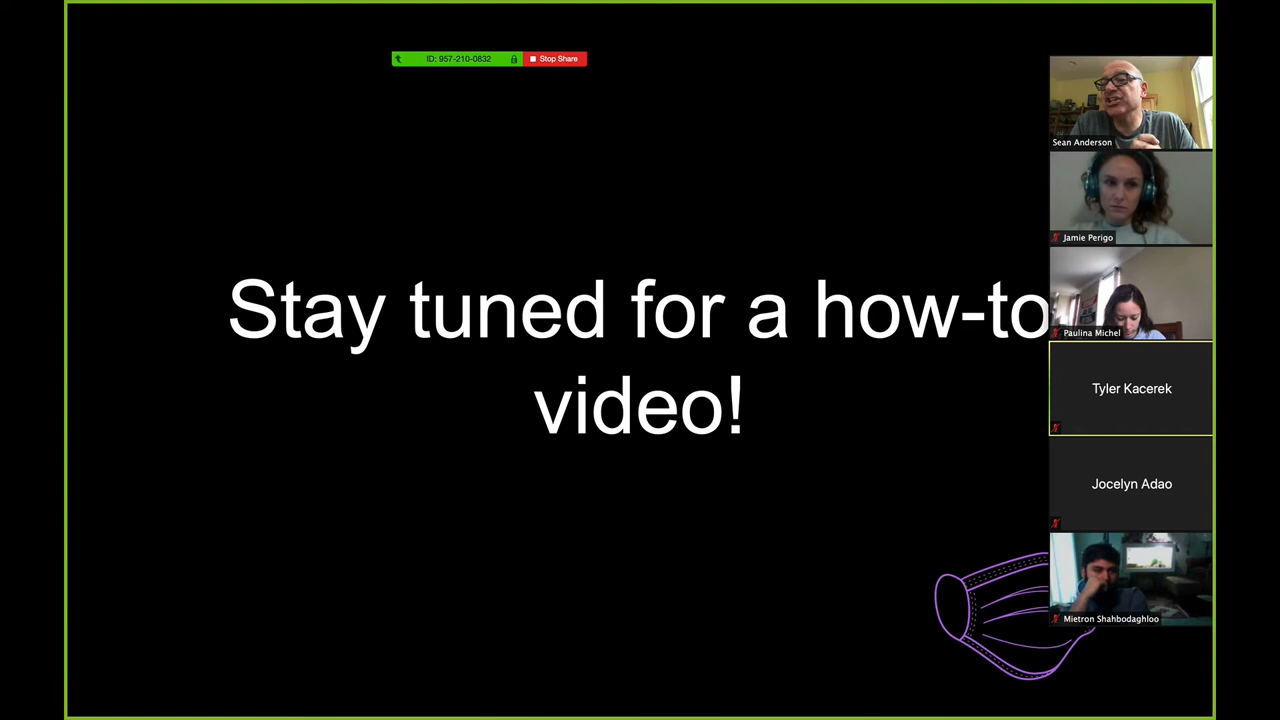 ID: 957-210-0832
Stop Share
Sean Anderson
Jamie Perigo
Paulina Michel
Stay tuned for a how-to
video!
Tyler Kacerek
Jocelyn Adao
Mietron Shahbodaghloo